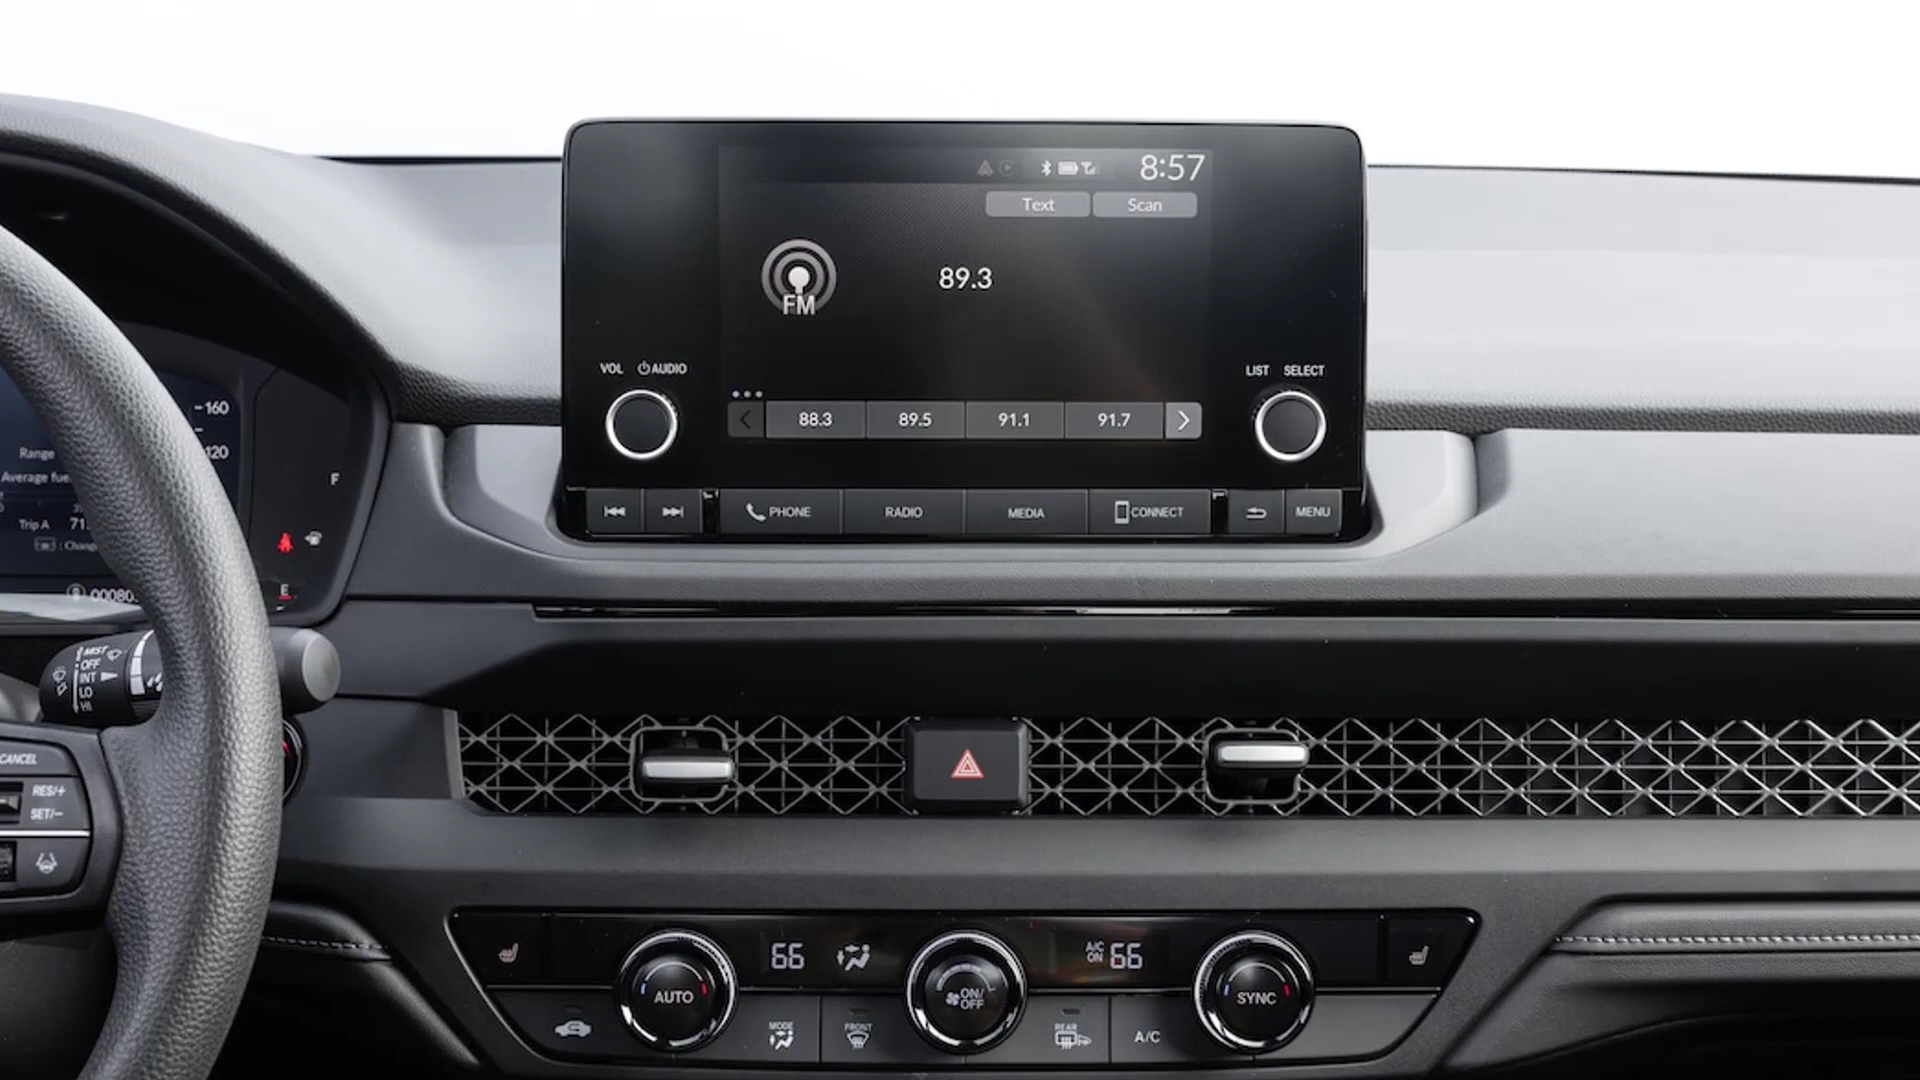 8:57
Text Scan
FM
89.3
VOL AUDIO
LIST SELECT
88.3 89.5 91.1 91.7
PHONE RADIO MEDIA CONNECT MENU
160
120
Range
F
Trip A
E
MIST
OFF
INT
LO
HI
CANCEL
RES/+
SET/-
66
A/C
ON 66
AUTO
ON/
OFF
SYNC
MODE
FRONT
REAR
A/C